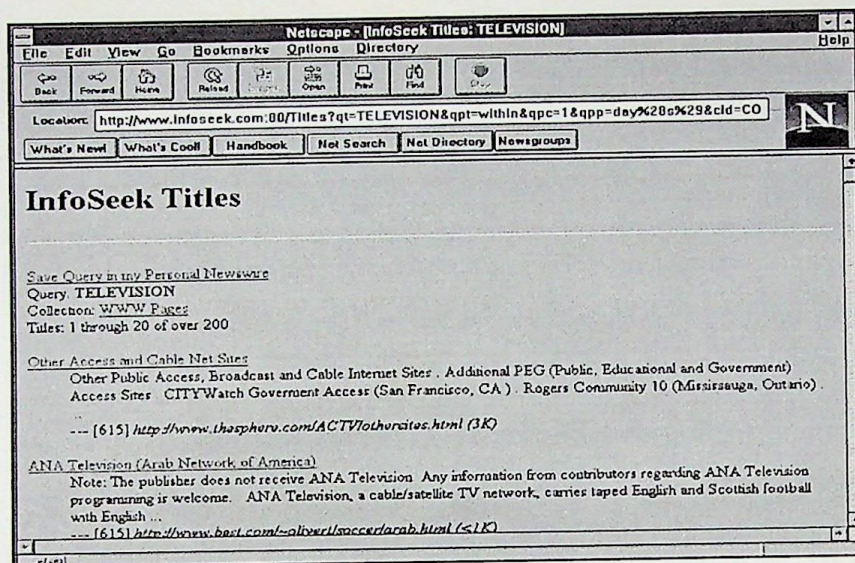 Netscape - [InfoSeek Titles: TELEVISION]
File Edit View Go Bookmarks Options Directory Help
Back Forward Home Reload Open Print Find Stop
Location: http://www.infoseek.com:80/Titles?qt=TELEVISION&qpt=within&qpc=1&qpp=day%28s%29&cld=CO
N
What's New! What's Cool! Handbook Net Search Net Directory Newsgroups
InfoSeek Titles
Save Query in my Personal Newswire
Query: TELEVISION
Collection: WWW Pages
Titles: 1 through 20 of over 200
Other Access and Cable Net Sites
Other Public Access, Broadcast and Cable Internet Sites . Additional PEG (Public, Educational and Government)
Access Sites . CITYWatch Goverment Access (San Francisco, CA ) . Rogers Community 10 (Mississauga, Ontario) .
..
--- [615] http://www.thesphere.com/ACTV/othercites.html (3K)
ANA Television (Arab Network of America)
Note: The publisher does not receive ANA Television Any information from contributors regarding ANA Television
programming is welcome. ANA Television, a cable/satellite TV network, carries taped English and Scottish football
with English ...
--- [615] http://www.best.com/~olivert/soccer/arab.html (<1K)